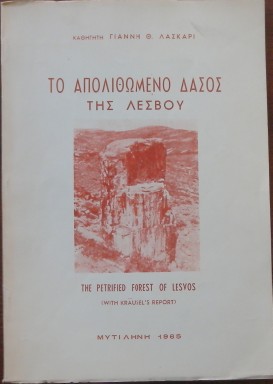 ΚΑΘΗΓΗΤΗ ΓΙΑΝΝΗ Θ. ΛΑΣΚΑΡΙ
ΤΟ ΑΠΟΛΙΘΩΜΕΝΟ ΔΑΣΟΣ
ΤΗΣ ΛΕΣΒΟΥ
THE PETRIFIED FOREST OF LESVOS
(WITH KRAUSEL'S REPORT)
ΜΥΤΙΛΗΝΗ 1965